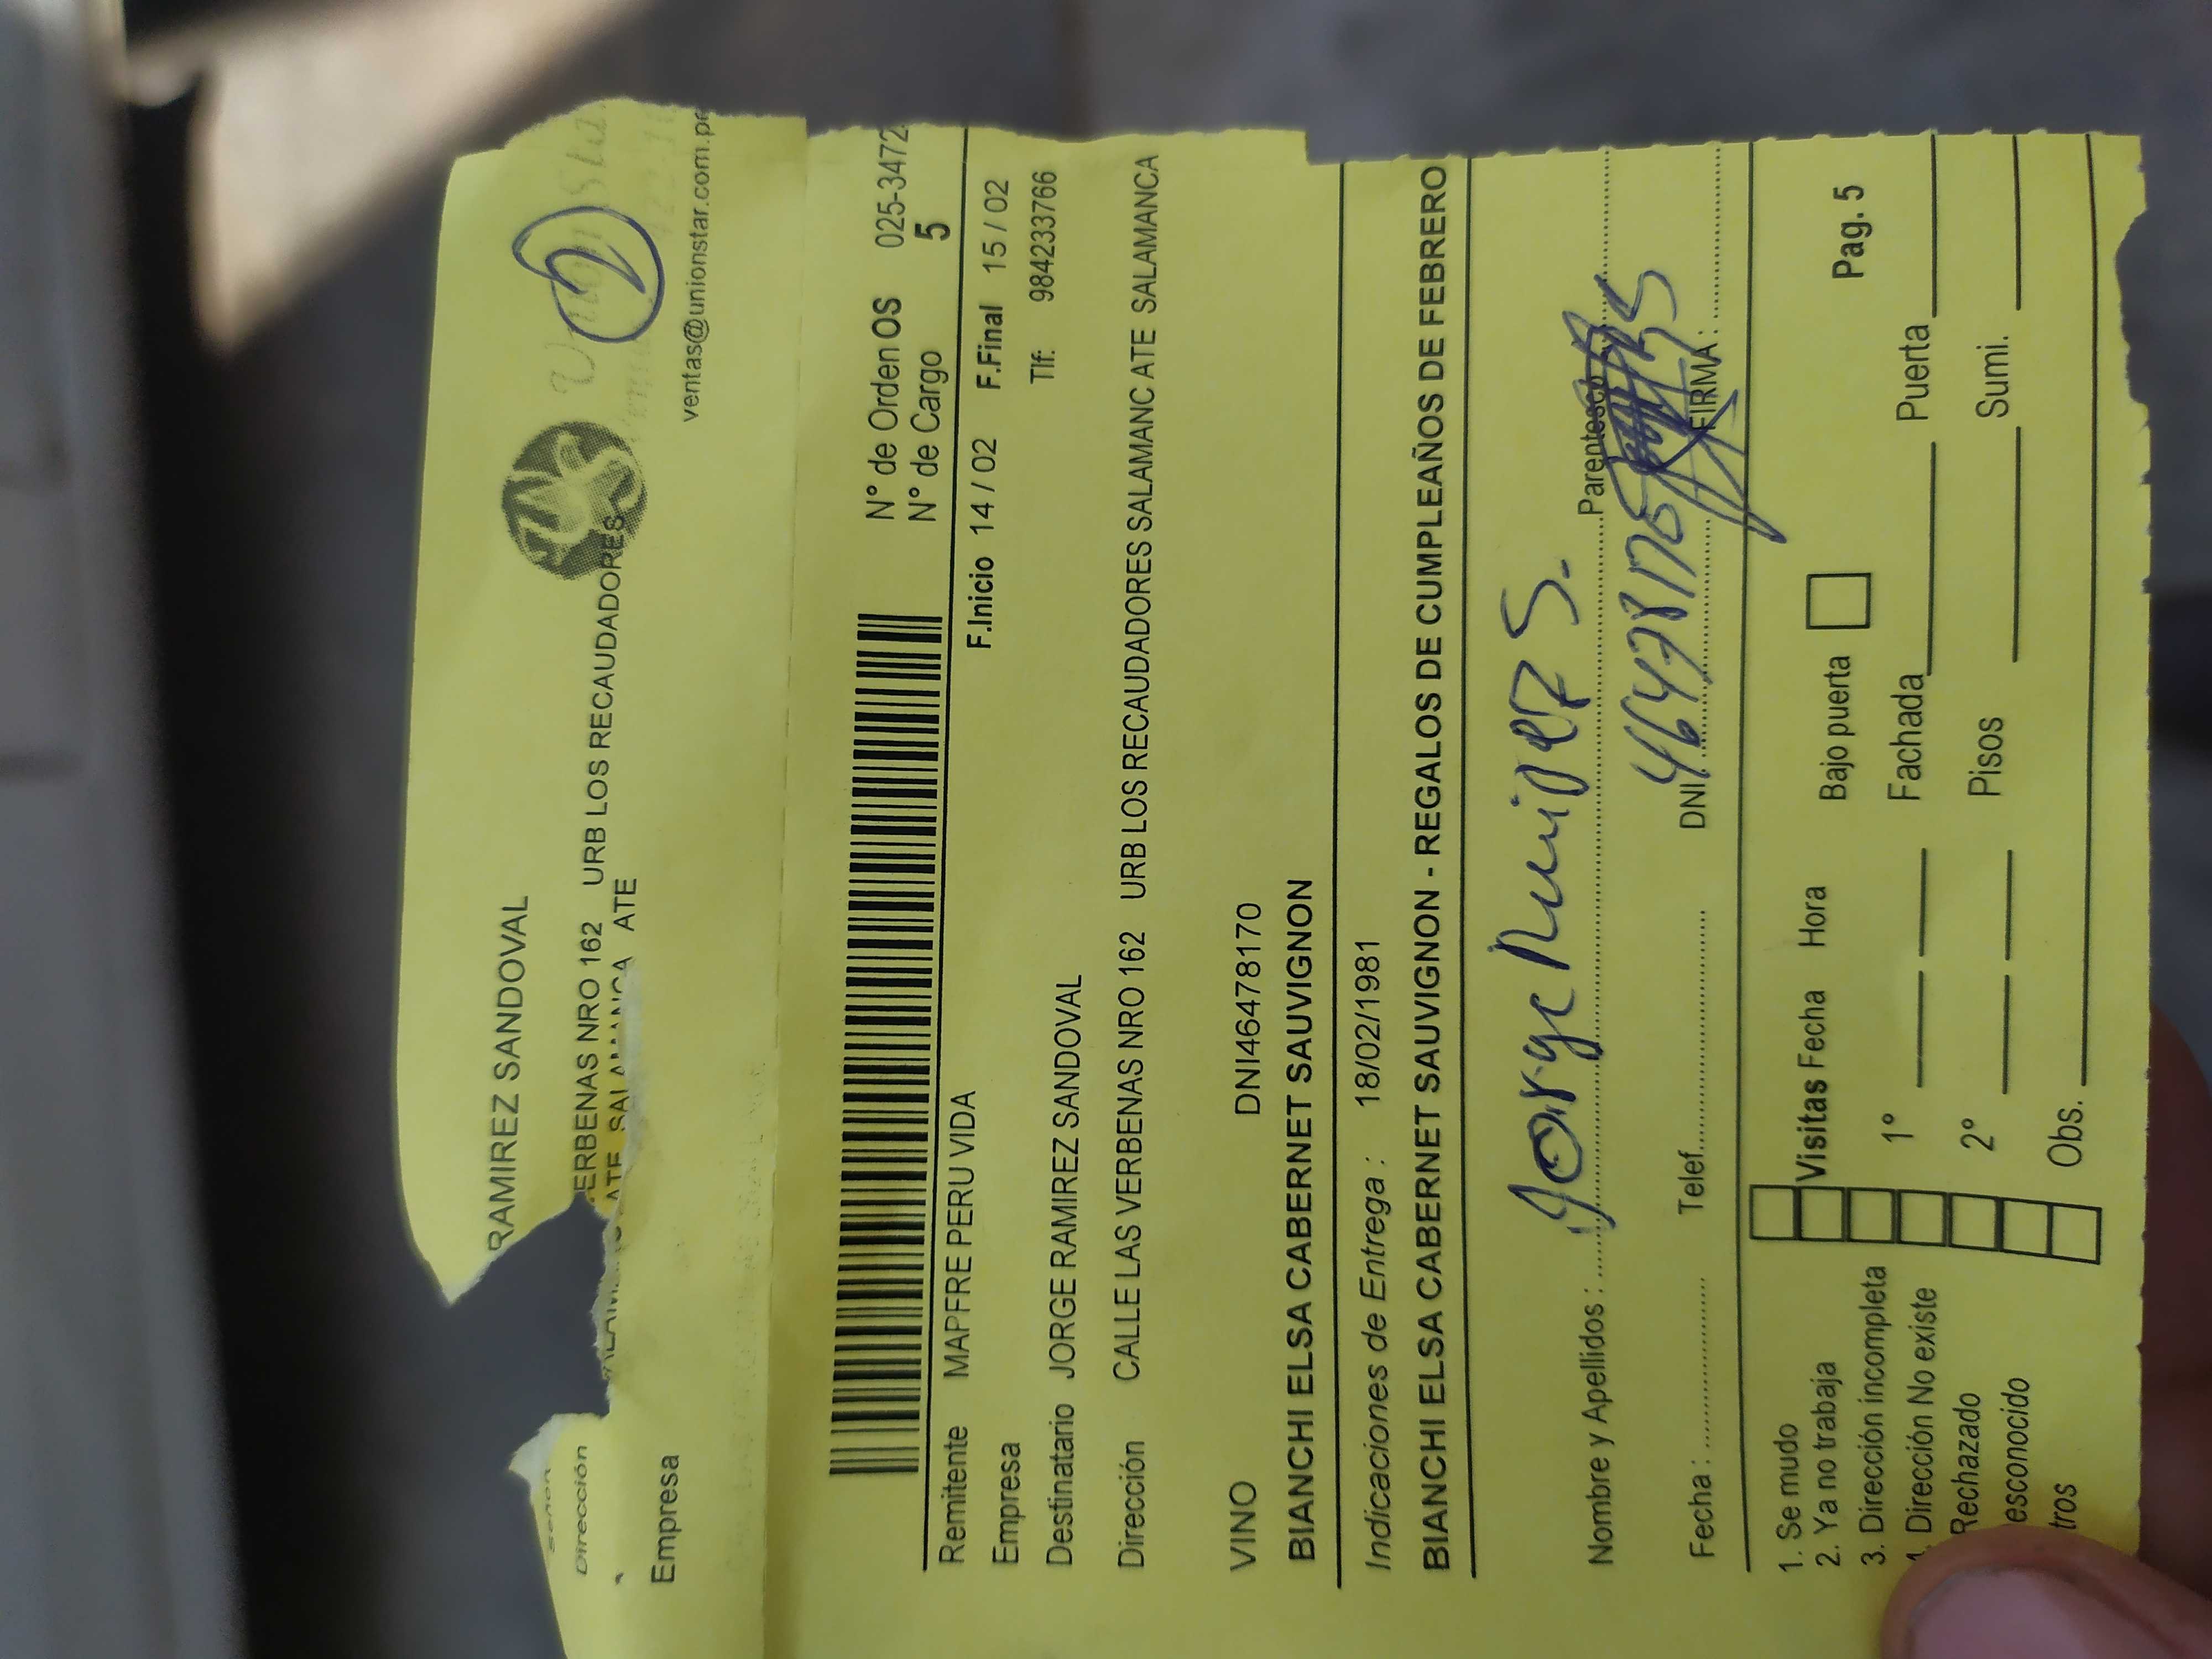 RAMIREZ SANDOVAL
Dirección ERBENAS NRO 162 URB LOS RECAUDADORES
ATE SALAMANCA ATE
Empresa
ventas@unionstar.com.pe
2
N° de Orden OS 025-3472
N° de Cargo 5
Remitente MAPFRE PERU VIDA F.Inicio 14 / 02 F.Final 15 / 02
Empresa Tlf: 984233766
Destinatario JORGE RAMIREZ SANDOVAL
Dirección CALLE LAS VERBENAS NRO 162 URB LOS RECAUDADORES SALAMANC ATE SALAMANCA
VINO DNI46478170
BIANCHI ELSA CABERNET SAUVIGNON
Indicaciones de Entrega : 18/02/1981
BIANCHI ELSA CABERNET SAUVIGNON - REGALOS DE CUMPLEAÑOS DE FEBRERO
Nombre y Apellidos : Jorge Ramirez S. Parentesco
Fecha : Telef. DNI 46478170 FIRMA :
1. Se mudo
2. Ya no trabaja Visitas Fecha Hora Bajo puerta Pag. 5
3. Dirección incompleta
Dirección No existe 1° Fachada Puerta
Rechazado
esconocido 2° Pisos Sumi.
tros Obs.